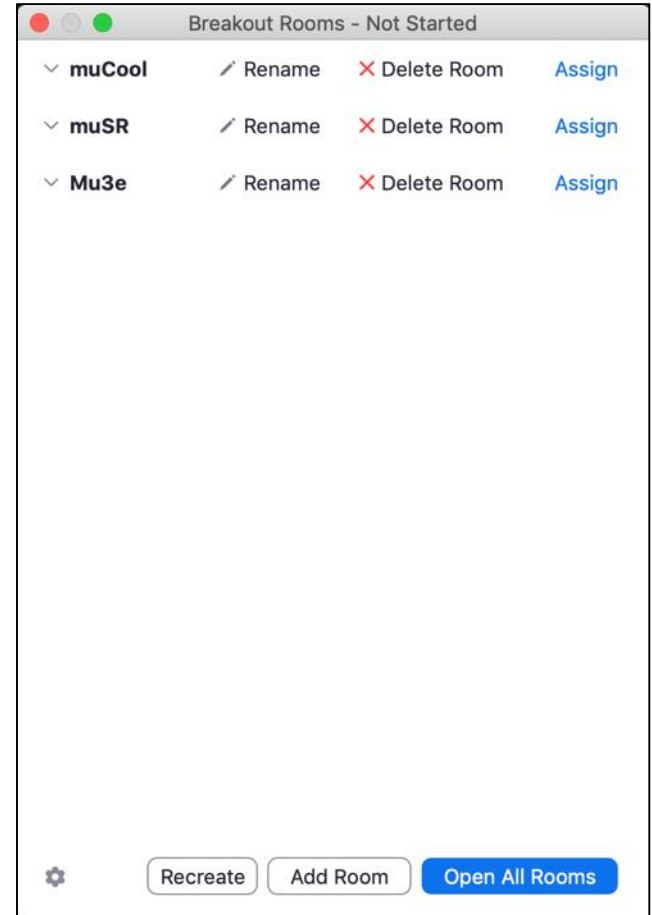 Breakout Rooms - Not Started
muCool Rename Delete Room Assign
muSR Rename Delete Room Assign
Mu3e Rename Delete Room Assign
Recreate Add Room Open All Rooms